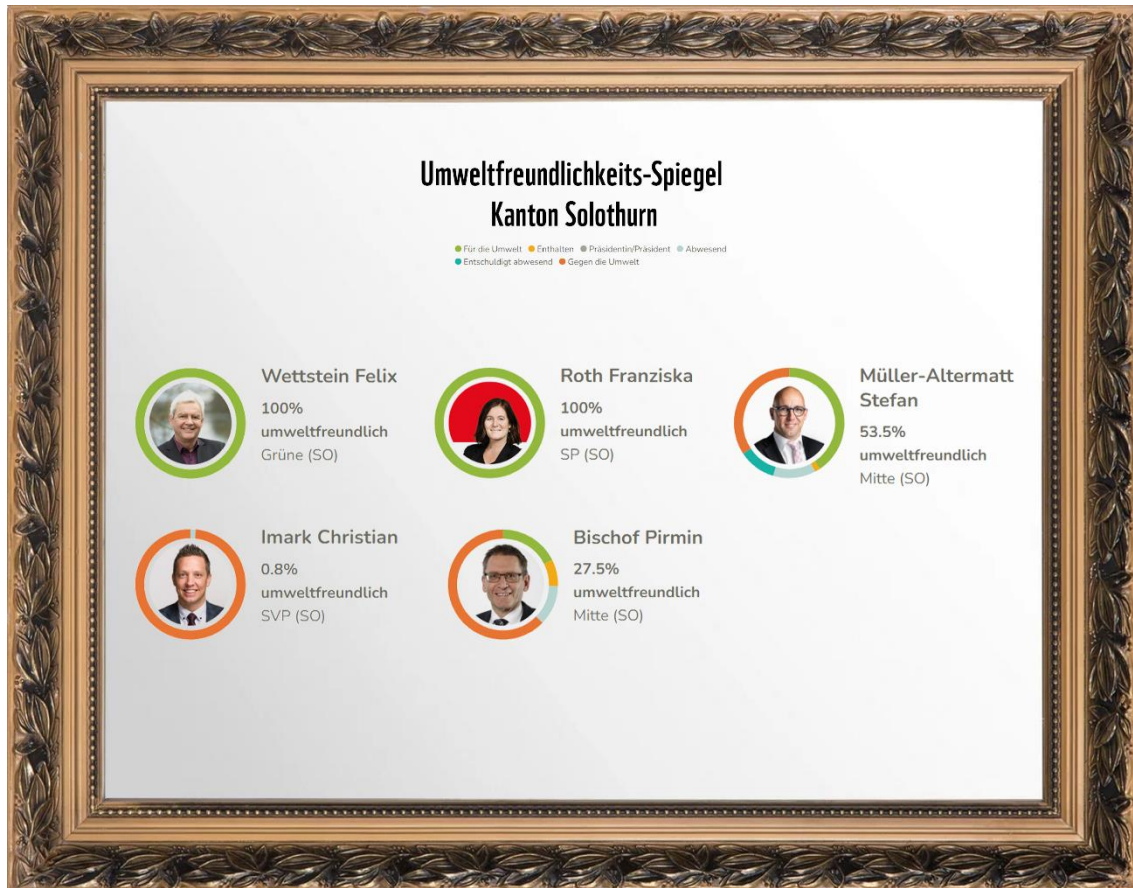 Umweltfreundlichkeits-Spiegel
Kanton Solothurn
Für die Umwelt Enthalten Präsidentin/Präsident Abwesend
Entschuldigt abwesend Gegen die Umwelt
Wettstein Felix
100%
umweltfreundlich
Grüne (SO)
Roth Franziska
100%
umweltfreundlich
SP (SO)
Müller-Altermatt
Stefan
53.5%
umweltfreundlich
Mitte (SO)
Imark Christian
0.8%
umweltfreundlich
SVP (SO)
Bischof Pirmin
27.5%
umweltfreundlich
Mitte (SO)